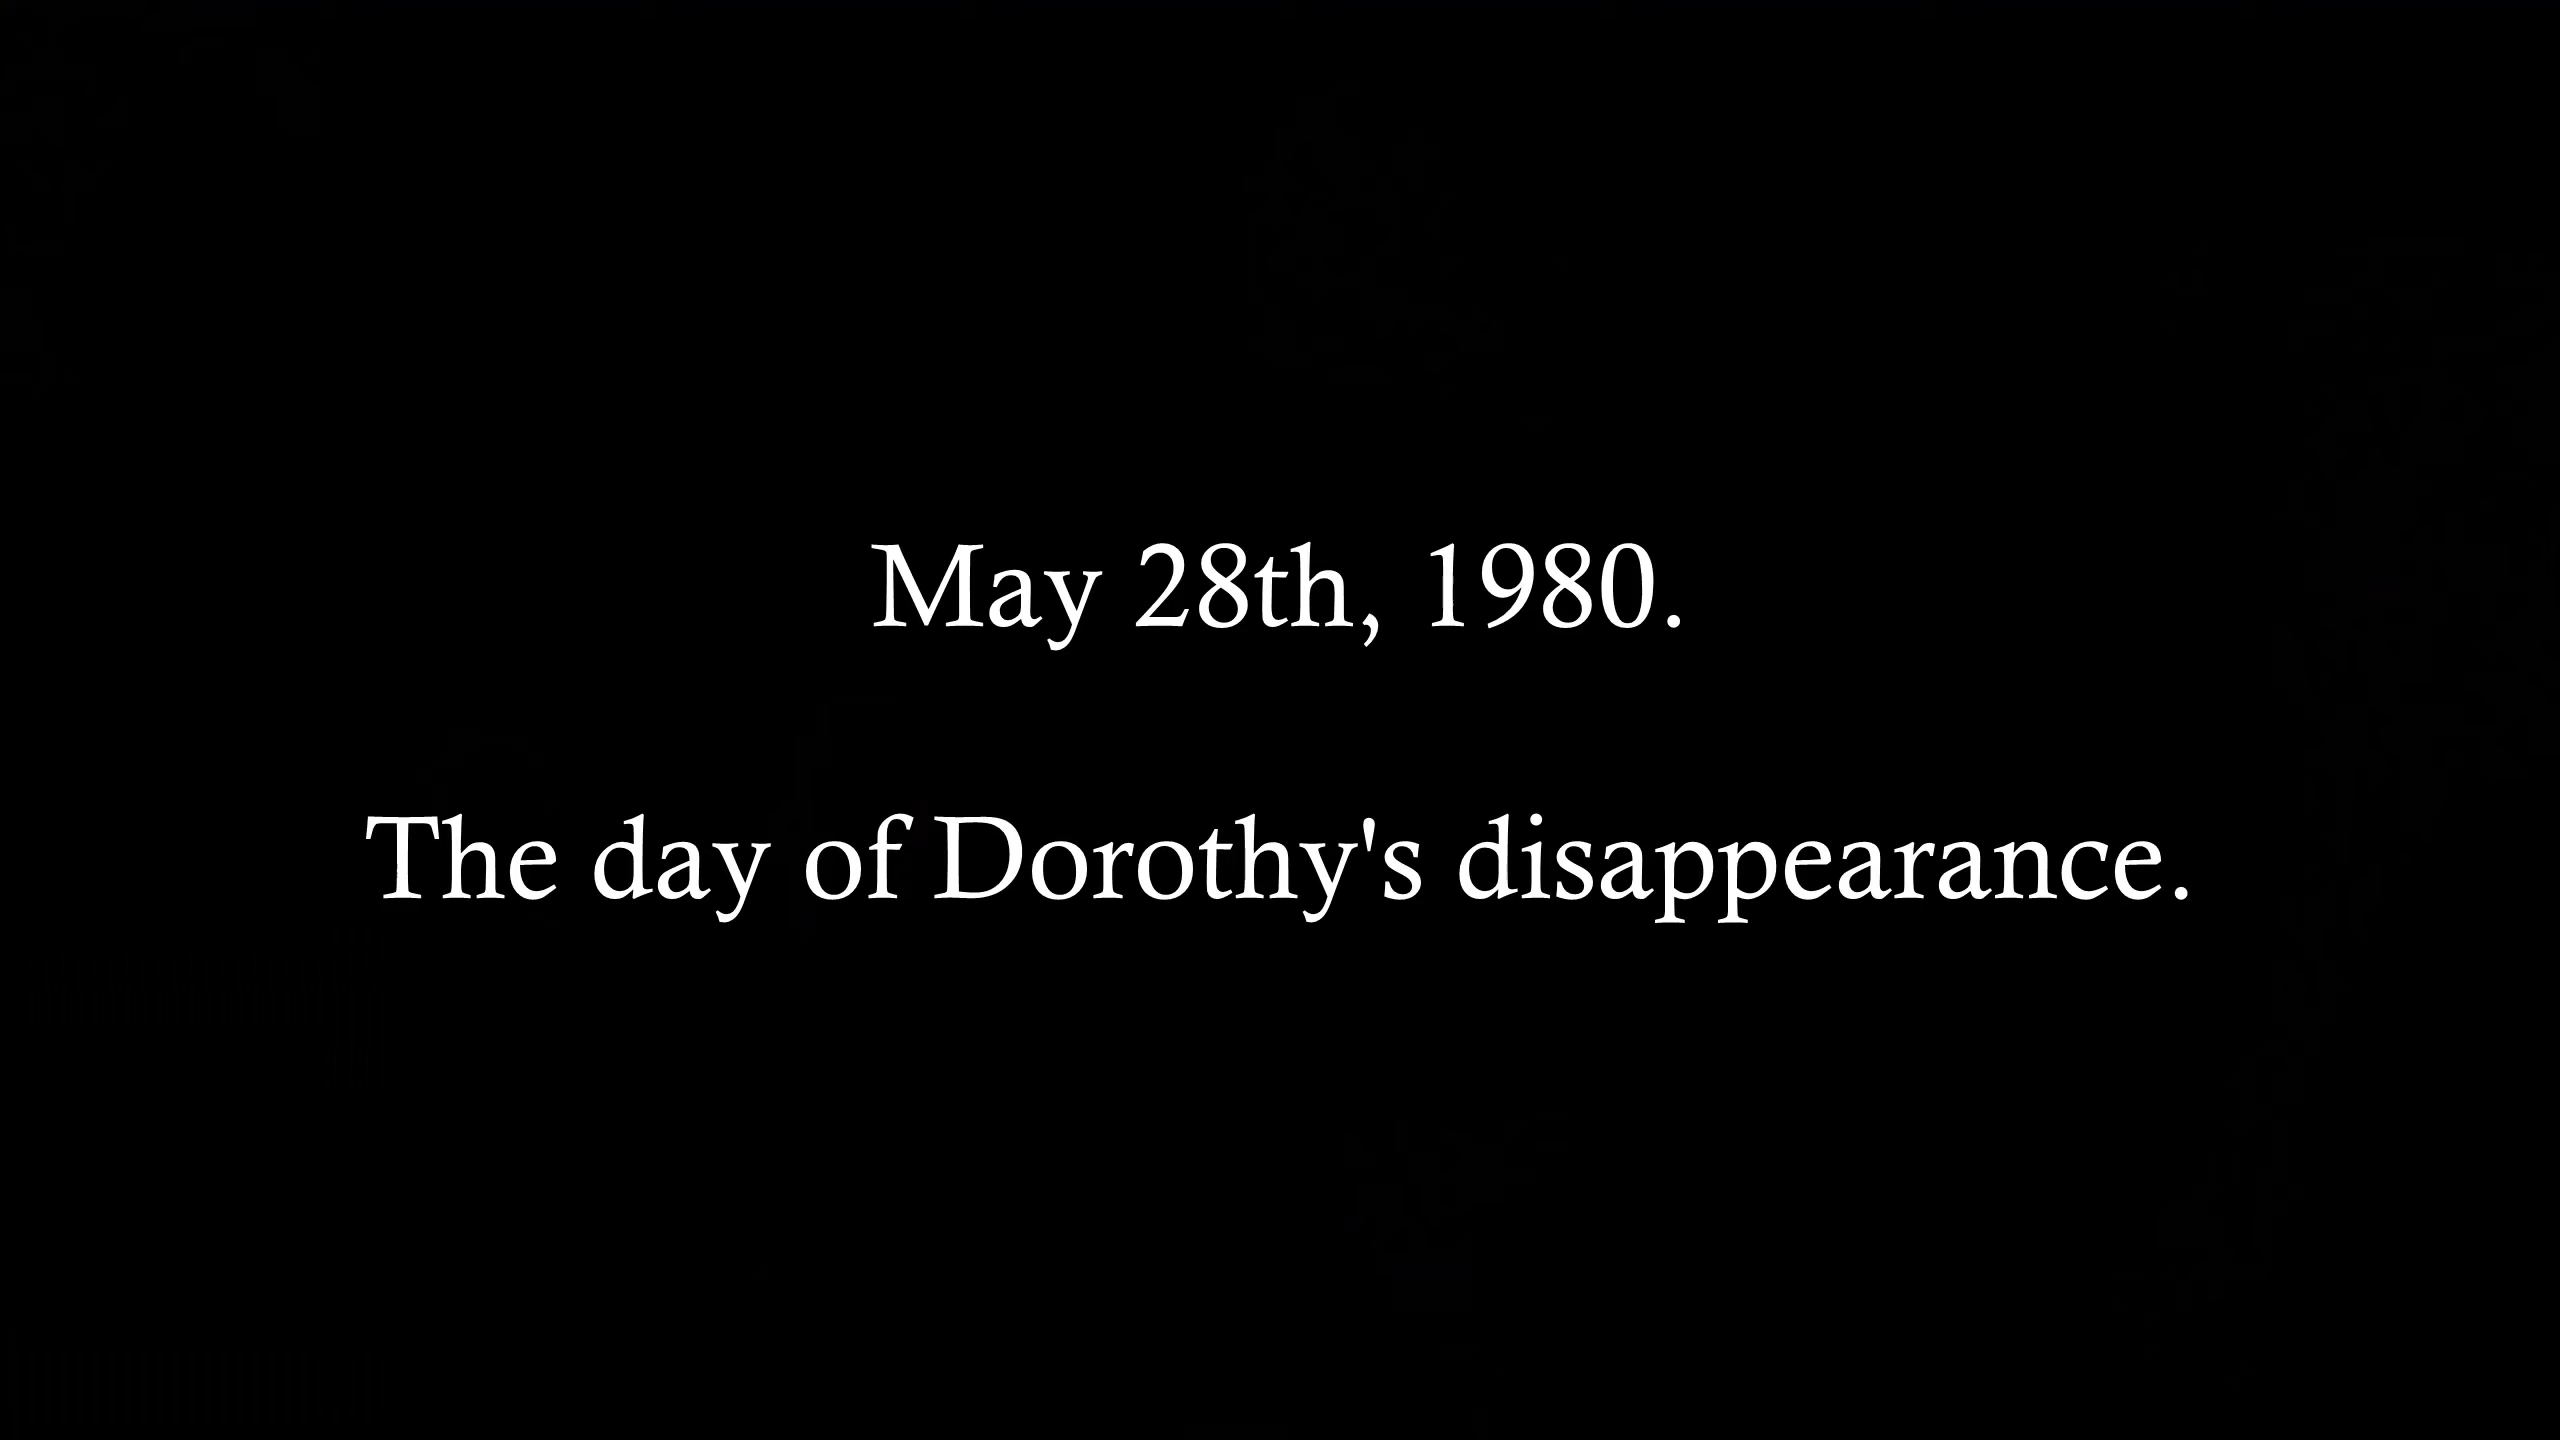 May 28th, 1980.
The day of Dorothy's disappearance.